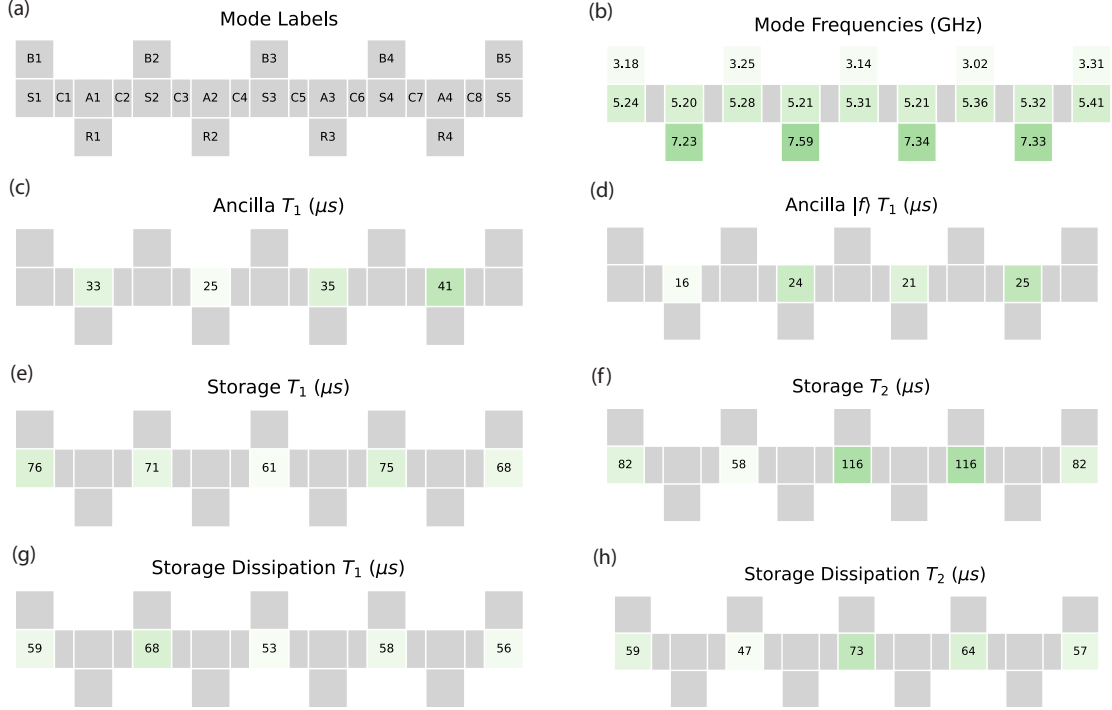 (a)
Mode Labels
B1 B2 B3 B4 B5
S1 C1 A1 C2 S2 C3 A2 C4 S3 C5 A3 C6 S4 C7 A4 C8 S5
R1 R2 R3 R4
(b)
Mode Frequencies (GHz)
3.18 3.25 3.14 3.02 3.31
5.24 5.20 5.28 5.21 5.31 5.21 5.36 5.32 5.41
7.23 7.59 7.34 7.33
(c)
Ancilla T₁ (μs)
33 25 35 41
(d)
Ancilla |f⟩ T₁ (μs)
16 24 21 25
(e)
Storage T₁ (μs)
76 71 61 75 68
(f)
Storage T₂ (μs)
82 58 116 116 82
(g)
Storage Dissipation T₁ (μs)
59 68 53 58 56
(h)
Storage Dissipation T₂ (μs)
59 47 73 64 57